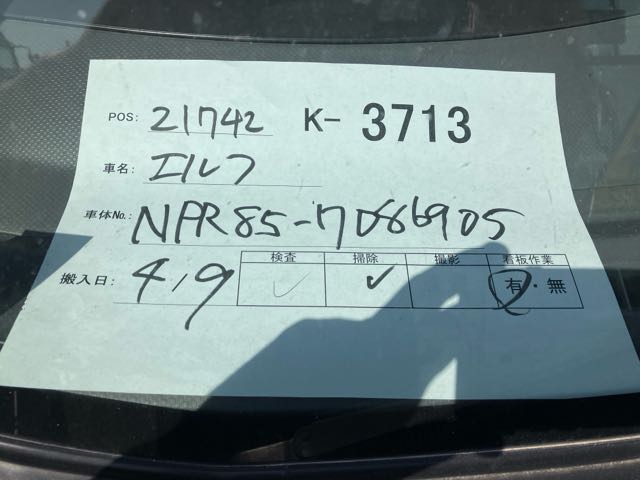 POS: 21742 K- 3713
車名: エルフ
車体No.: NPR85-7086905
検査 掃除 撮影 看板作業
搬入日: 4/9 ✓ ✓ 有・無